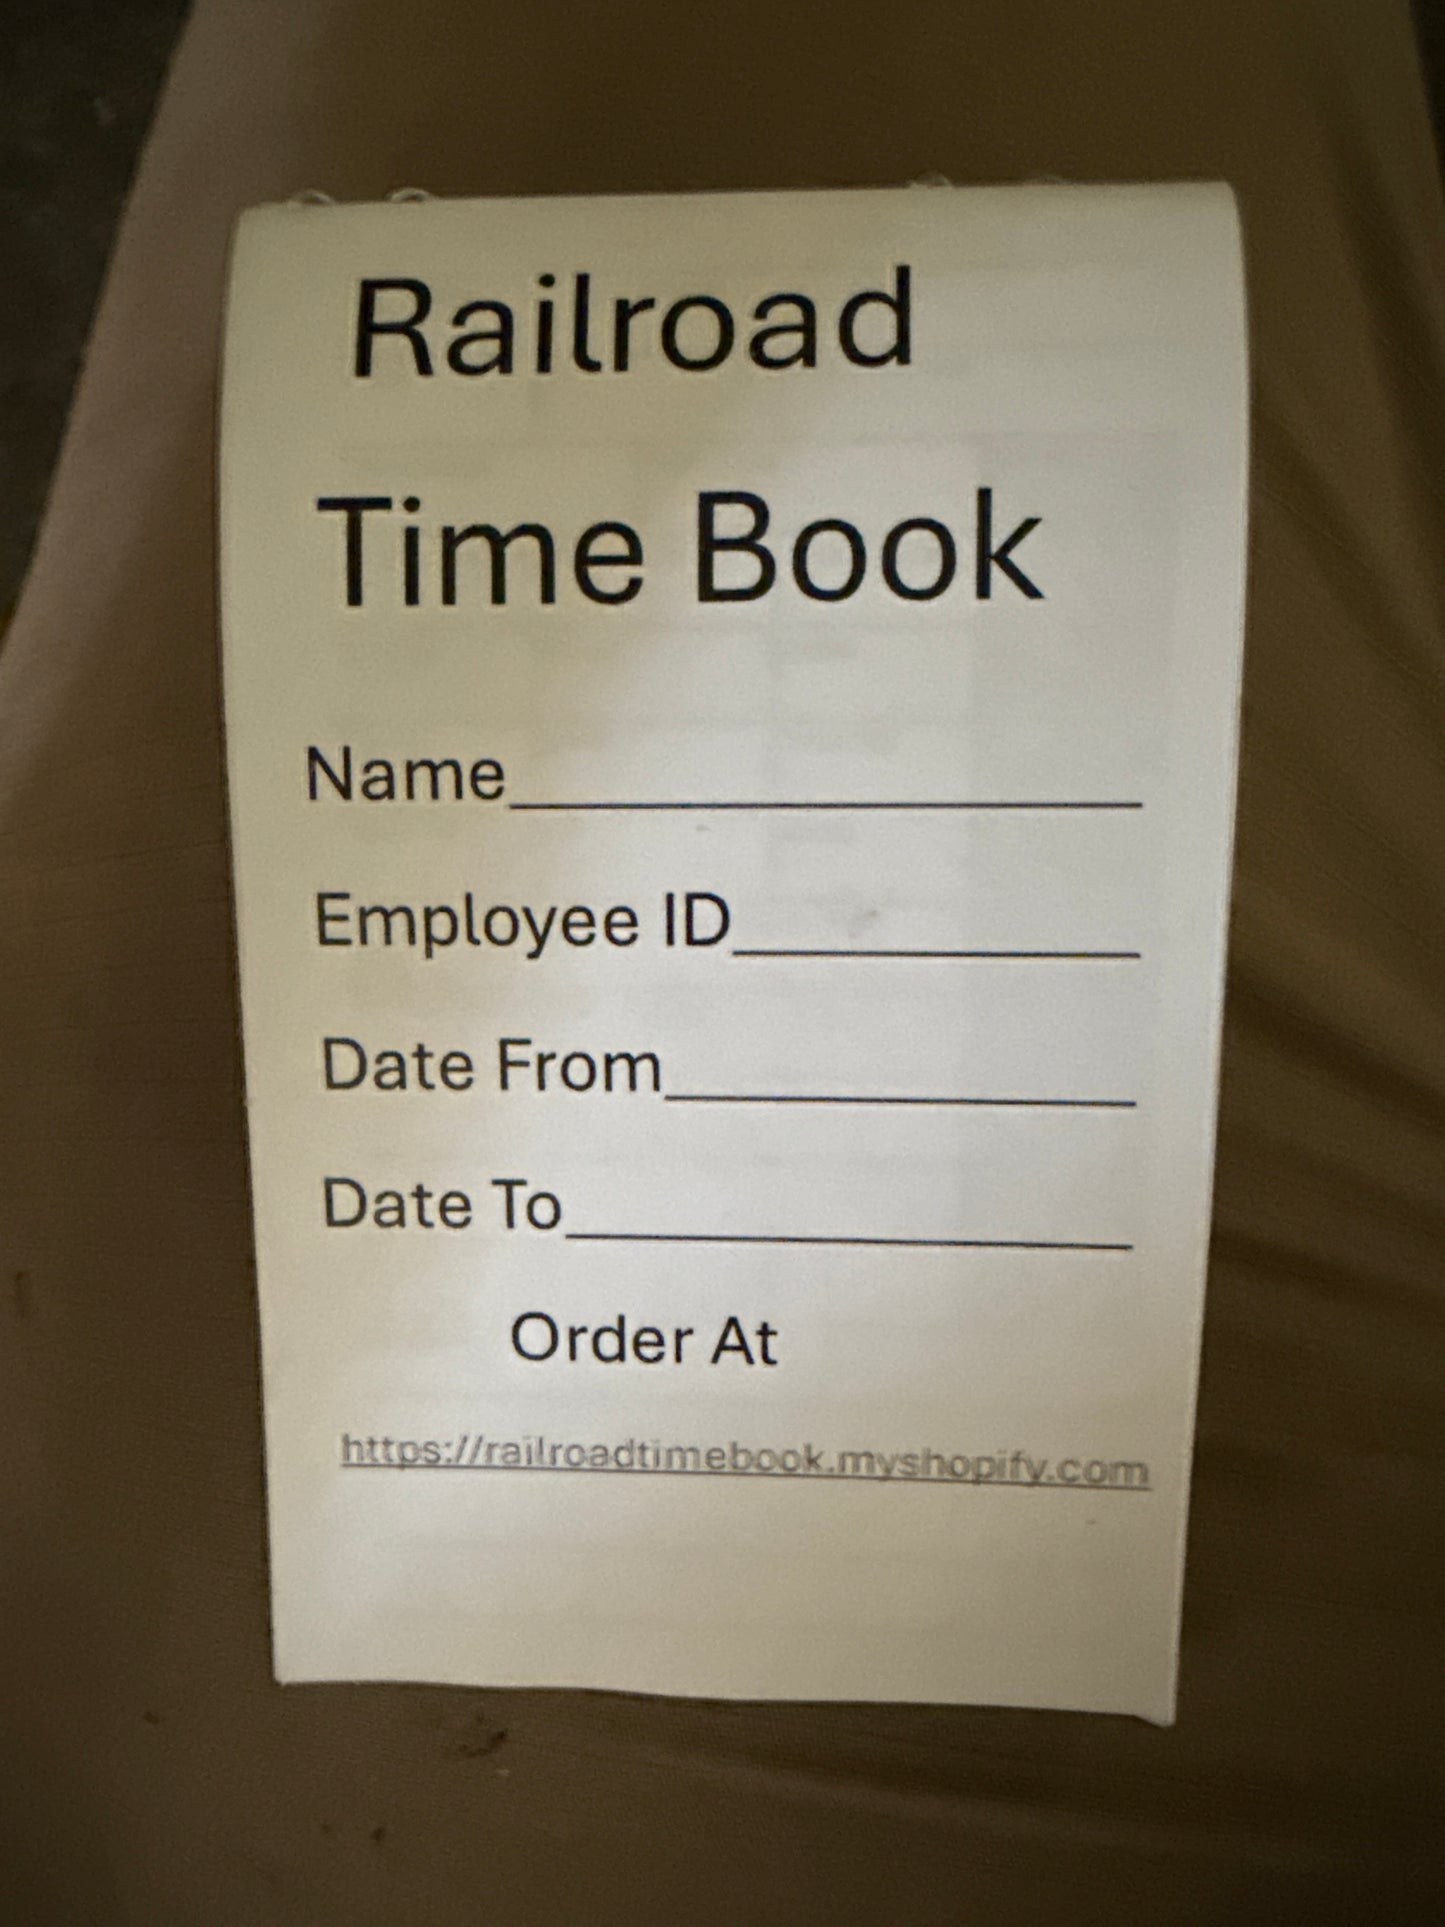 Railroad
Time Book
Name
Employee ID
Date From
Date To
Order At
https://railroadtimebook.myshopify.com